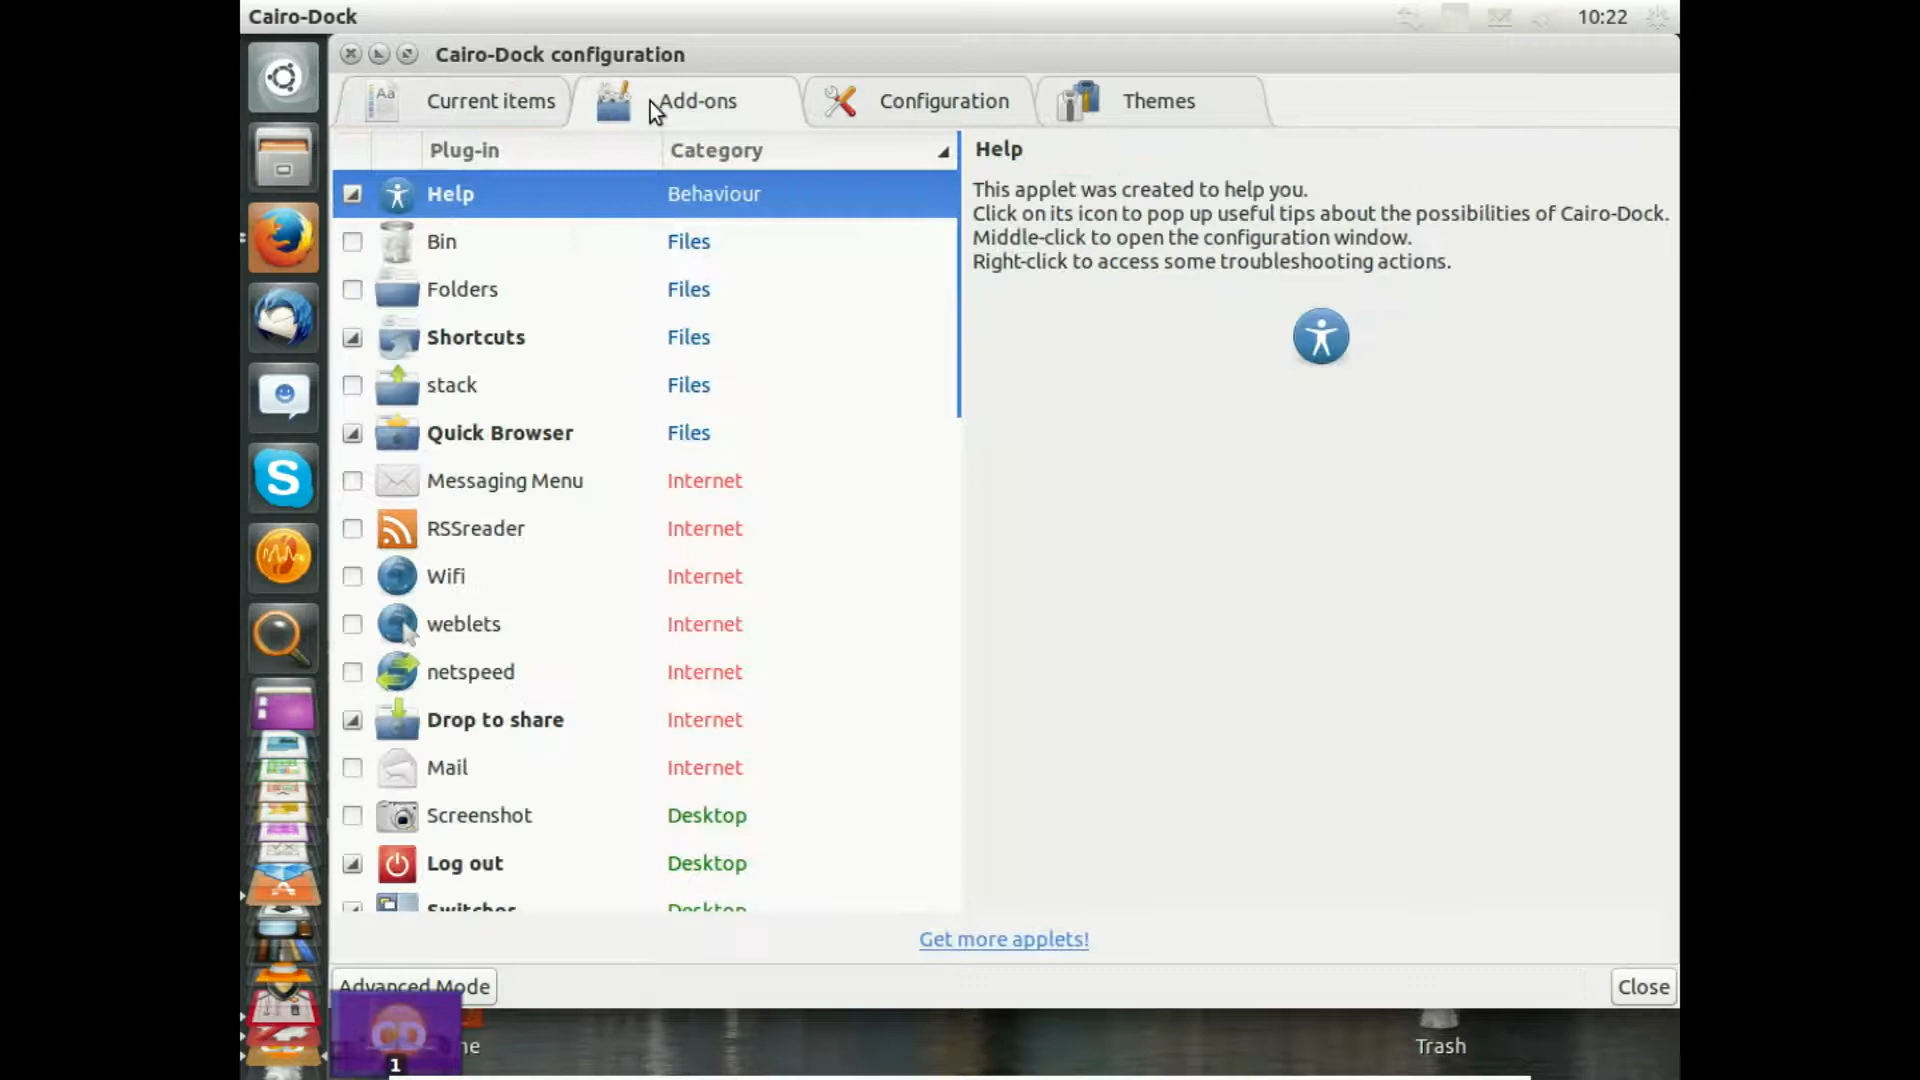 Cairo-Dock
10:22
Cairo-Dock configuration
Aa
Current items
Add-ons
Configuration
Themes
Plug-in
Category
Help
Behaviour
Bin
Files
Folders
Files
Shortcuts
Files
stack
Files
Quick Browser
Files
Messaging Menu
Internet
RSSreader
Internet
Wifi
Internet
weblets
Internet
netspeed
Internet
Drop to share
Internet
Mail
Internet
Screenshot
Desktop
Log out
Desktop
Switcher
Desktop
Help
This applet was created to help you.
Click on its icon to pop up useful tips about the possibilities of Cairo-Dock.
Middle-click to open the configuration window.
Right-click to access some troubleshooting actions.
Get more applets!
Advanced Mode
Close
S
CD
1
Trash